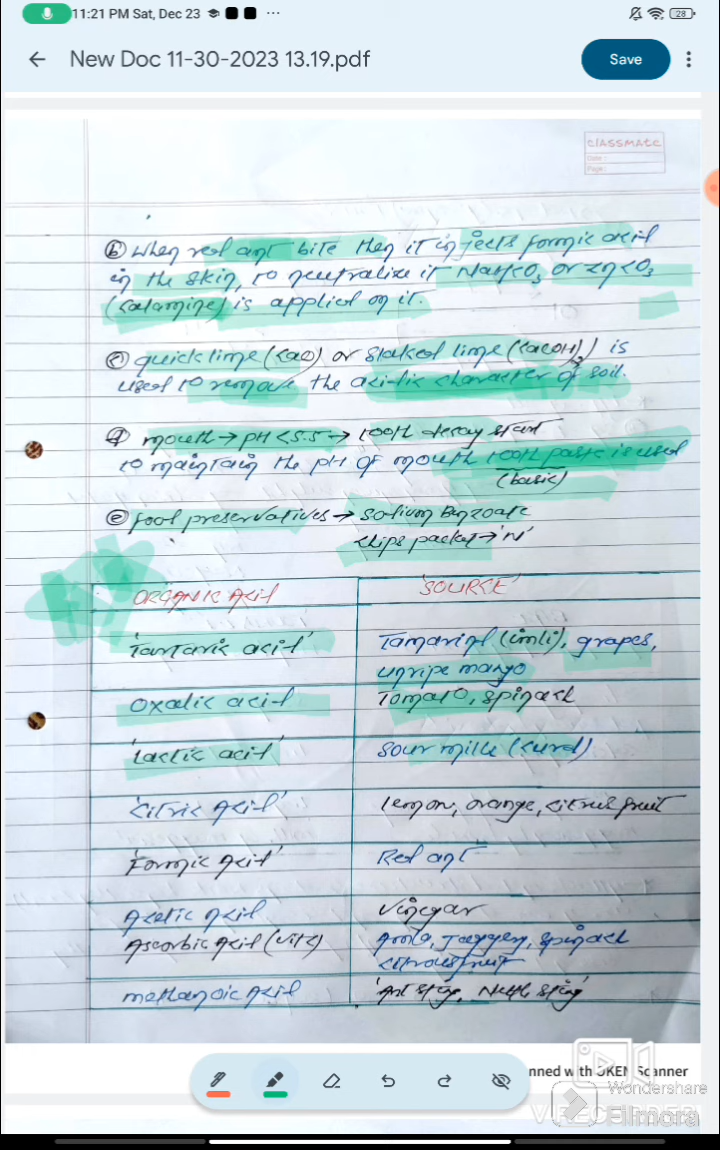 11:21 PM Sat, Dec 23 ···
28
New Doc 11-30-2023 13.19.pdf
Save
classmate
Date :
Page :
(b) When red ant bite then it injects formic acid
in the skin, to neutralize it NaHCO3 or ZnCO3
(calamine) is applied on it.
(c) quicklime (CaO) or slaked lime (CaCOH)2) is
used to remove the acidic character of soil.
(d) mouth → pH < 5.5 → tooth decay start
to maintain the pH of mouth tooth paste is used
(basic)
(e) food preservatives → sodium Benzoate
chips packet → 'N'
ORGANIC ACID 'SOURCE'
'Tartaric acid' Tamarind (imli), grapes,
unripe mango
Oxalic acid Tomato, spinach
'Lactic acid' Sour milk (curd)
'Citric Acid' lemon, orange, citrus fruit
'Formic Acid' Red ant
Acetic Acid Vinegar
Ascorbic Acid (Vit C) Amla, Jaggery, spinach
citrous fruit
methanoic Acid 'Ant sting, Nettle sting'
nned with OKEN Scanner
Wondershare
Filmora